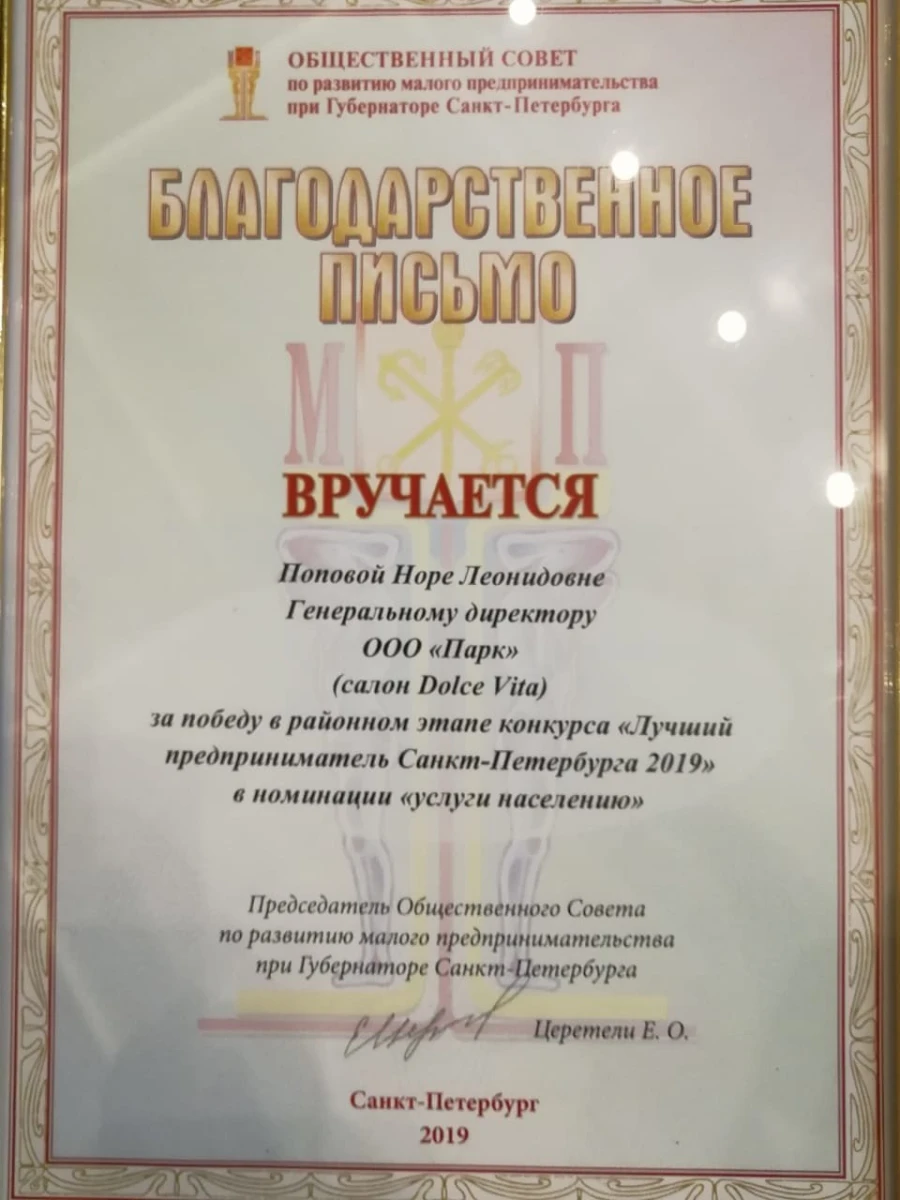 ОБЩЕСТВЕННЫЙ СОВЕТ
по развитию малого предпринимательства
при Губернаторе Санкт-Петербурга
БЛАГОДАРСТВЕННОЕ
ПИСЬМО
М П
ВРУЧАЕТСЯ
Поповой Норе Леонидовне
Генеральному директору
ООО «Парк»
(салон Dolce Vita)
за победу в районном этапе конкурса «Лучший
предприниматель Санкт-Петербурга 2019»
в номинации «услуги населению»
Председатель Общественного Совета
по развитию малого предпринимательства
при Губернаторе Санкт-Петербурга
Церетели Е. О.
Санкт-Петербург
2019